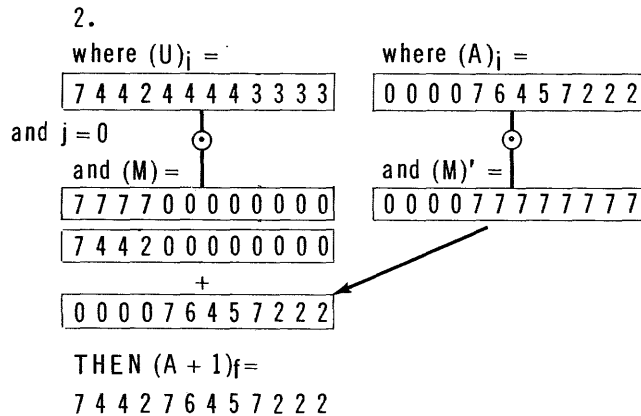 2.
where (U)i =
where (A)i =
7 4 4 2 4 4 4 4 3 3 3 3
0 0 0 0 7 6 4 5 7 2 2 2
and j = 0
and (M) =
and (M)' =
7 7 7 7 0 0 0 0 0 0 0 0
0 0 0 0 7 7 7 7 7 7 7 7
7 4 4 2 0 0 0 0 0 0 0 0
+
0 0 0 0 7 6 4 5 7 2 2 2
THEN (A + 1)f =
7 4 4 2 7 6 4 5 7 2 2 2